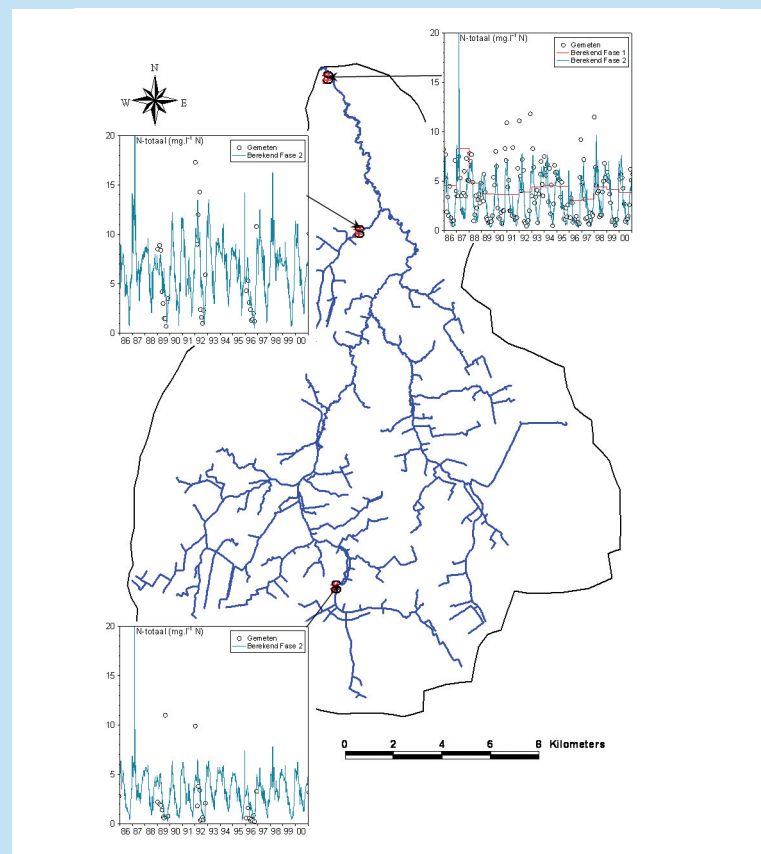 N-totaal (mg.l⁻¹ N)
Gemeten
Berekend Fase 1
Berekend Fase 2
20
15
10
5
0
86 87 88 89 90 91 92 93 94 95 96 97 98 99 00
N
W E
S
N-totaal (mg.l⁻¹ N)
Gemeten
Berekend Fase 2
20
15
10
5
0
86 87 88 89 90 91 92 93 94 95 96 97 98 99 00
N-totaal (mg.l⁻¹ N)
Gemeten
Berekend Fase 2
20
15
10
5
0
86 87 88 89 90 91 92 93 94 95 96 97 98 99 00
0 2 4 6 8 Kilometers